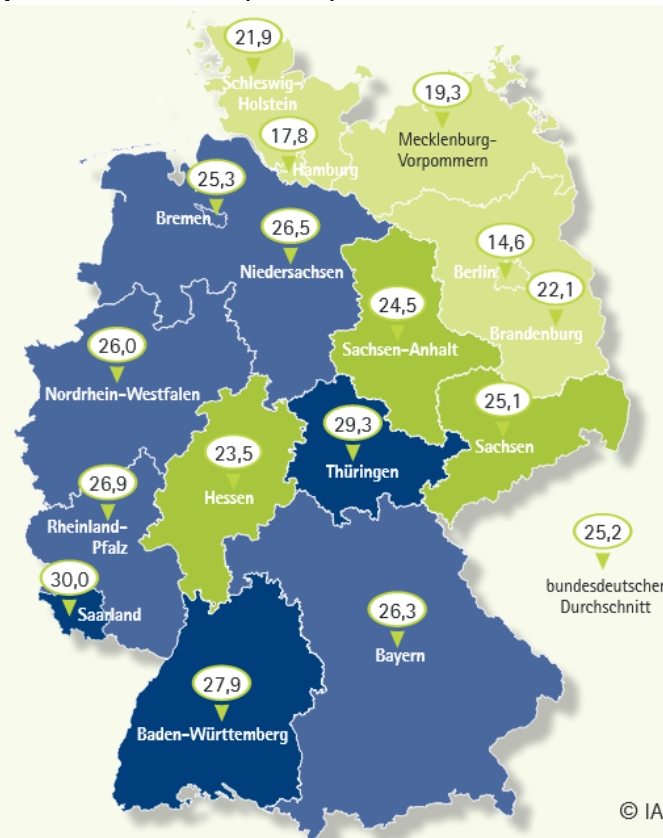 21,9
Schleswig-
Holstein
19,3
Mecklenburg-
Vorpommern
17,8
Hamburg
25,3
Bremen
26,5
Niedersachsen
14,6
Berlin
22,1
Brandenburg
24,5
Sachsen-Anhalt
26,0
Nordrhein-Westfalen
25,1
Sachsen
29,3
Thüringen
23,5
Hessen
26,9
Rheinland-
Pfalz
25,2
bundesdeutscher
Durchschnitt
30,0
Saarland
26,3
Bayern
27,9
Baden-Württemberg
© IA